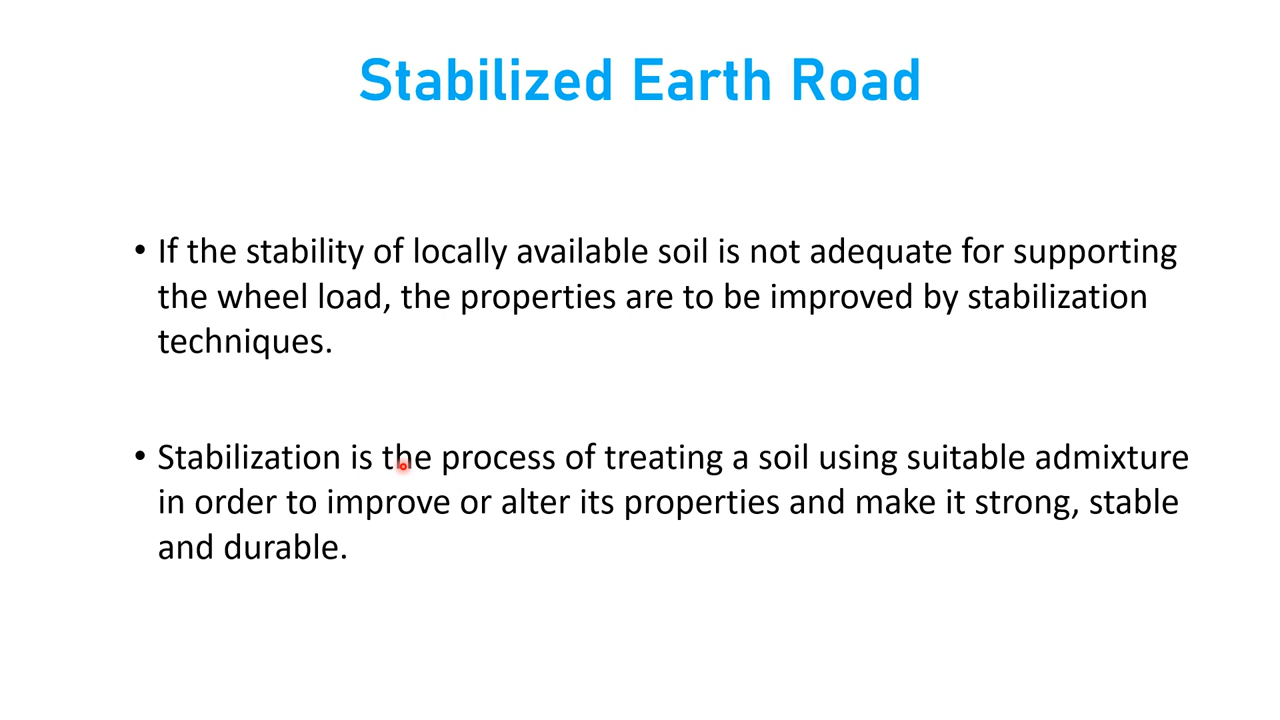 Stabilized Earth Road
• If the stability of locally available soil is not adequate for supporting
the wheel load, the properties are to be improved by stabilization
techniques.
• Stabilization is the process of treating a soil using suitable admixture
in order to improve or alter its properties and make it strong, stable
and durable.